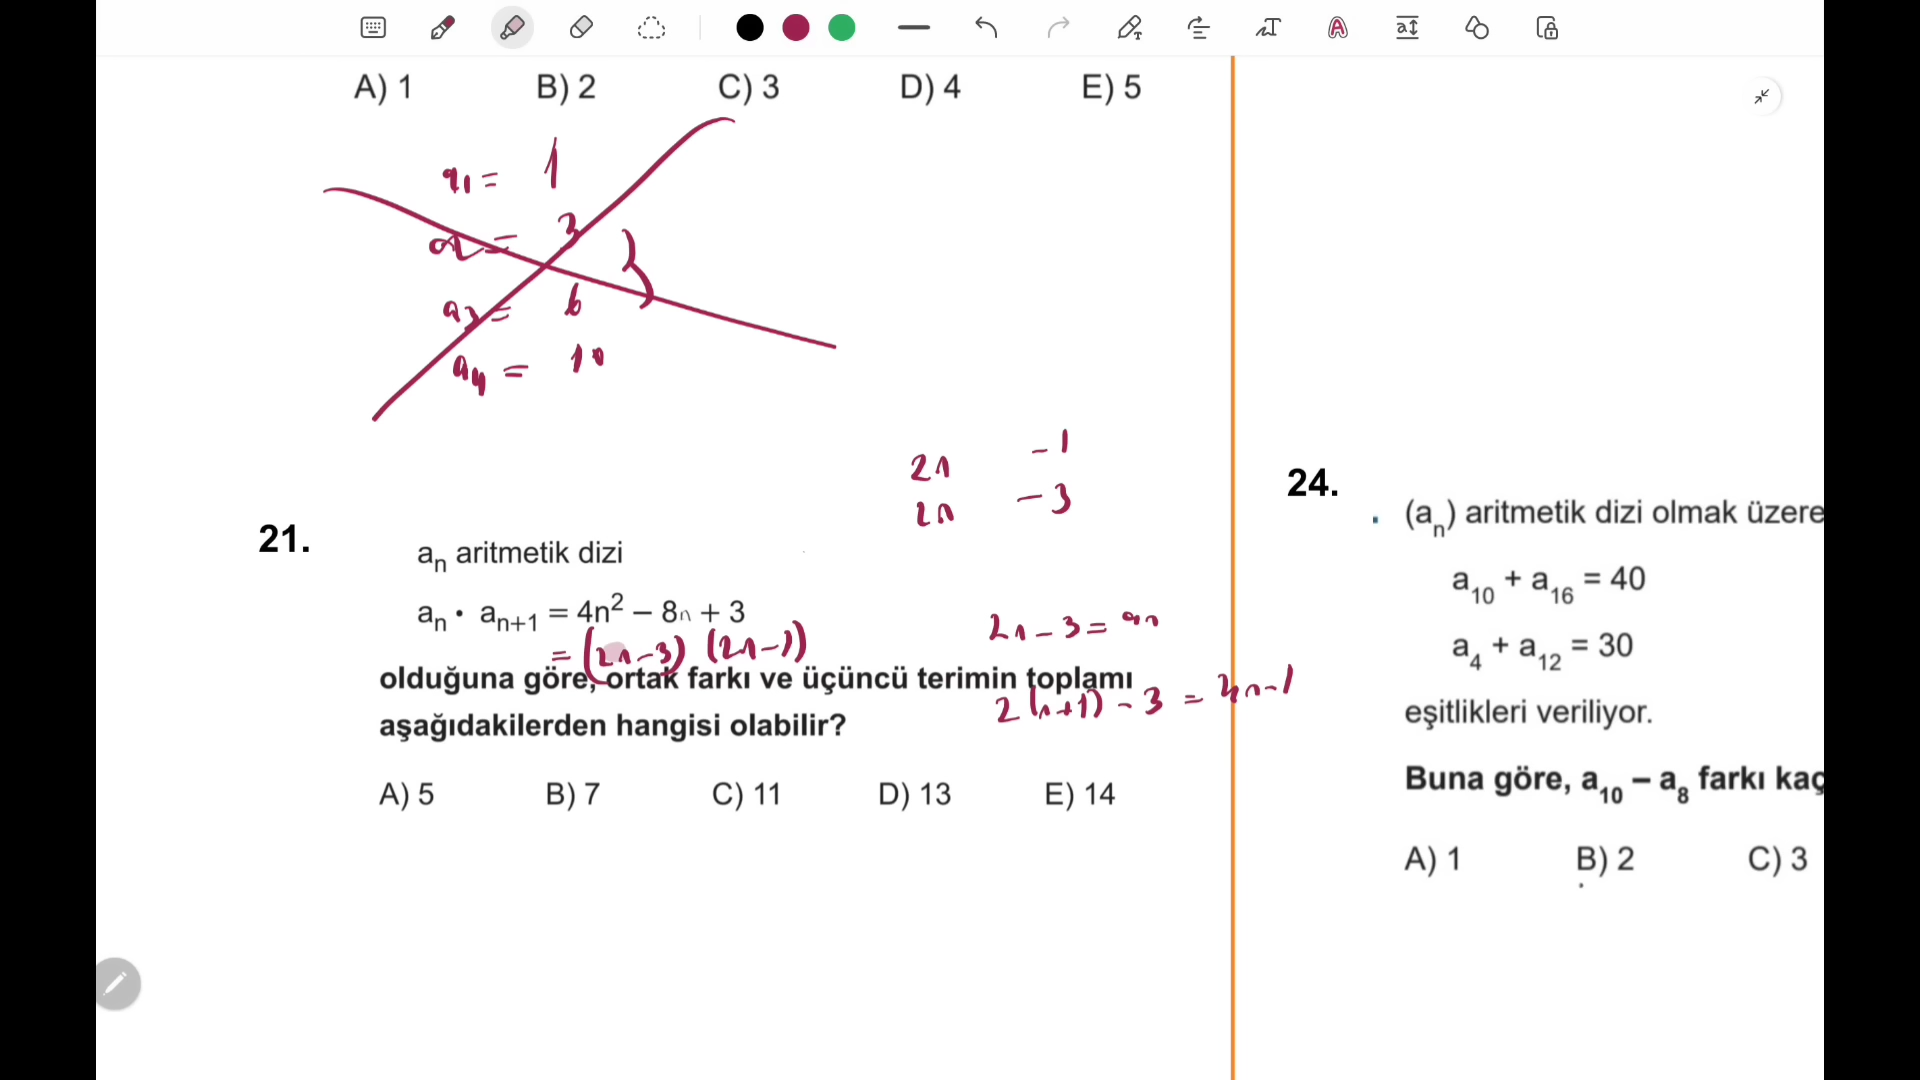 A) 1 B) 2 C) 3 D) 4 E) 5
a1 = 1
a2 = 3
a3 = 6
a4 = 10
2n - 1
2n - 3
21.
an aritmetik dizi
an • an+1 = 4n² – 8n + 3
= (2n-3) (2n-1)
2n - 3 = an
olduğuna göre, ortak farkı ve üçüncü terimin toplamı
2(n+1) - 3 = 2n-1
aşağıdakilerden hangisi olabilir?
A) 5 B) 7 C) 11 D) 13 E) 14
24.
(an) aritmetik dizi olmak üzere
a10 + a16 = 40
a4 + a12 = 30
eşitlikleri veriliyor.
Buna göre, a10 – a8 farkı kaç
A) 1 B) 2 C) 3